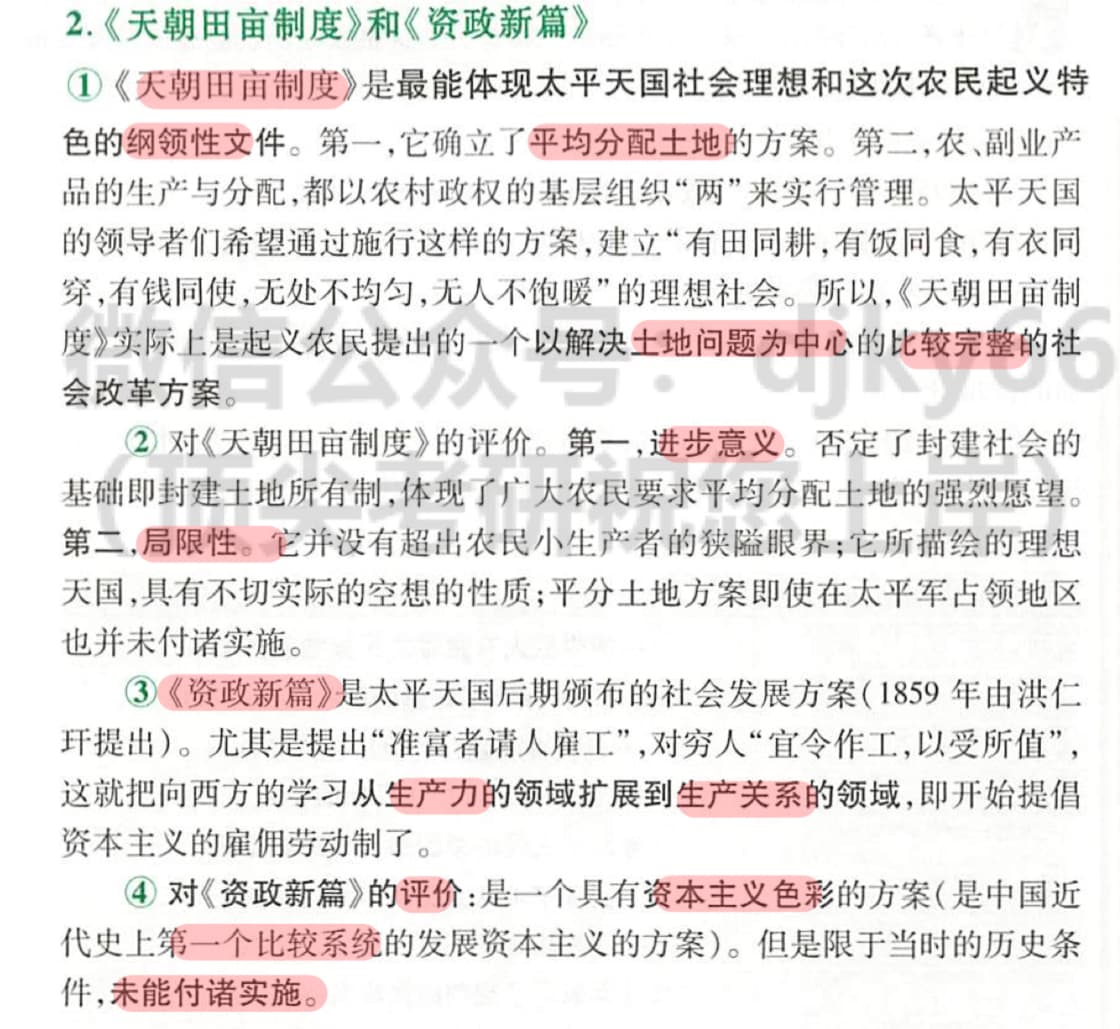 2.《天朝田亩制度》和《资政新篇》
①《天朝田亩制度》是最能体现太平天国社会理想和这次农民起义特
色的纲领性文件。第一,它确立了平均分配土地的方案。第二,农、副业产
品的生产与分配,都以农村政权的基层组织“两”来实行管理。太平天国
的领导者们希望通过施行这样的方案,建立“有田同耕,有饭同食,有衣同
穿,有钱同使,无处不均匀,无人不饱暖”的理想社会。所以,《天朝田亩制
度》实际上是起义农民提出的一个以解决土地问题为中心的比较完整的社
会改革方案。
②对《天朝田亩制度》的评价。第一,进步意义。否定了封建社会的
基础即封建土地所有制,体现了广大农民要求平均分配土地的强烈愿望。
第二,局限性。它并没有超出农民小生产者的狭隘眼界;它所描绘的理想
天国,具有不切实际的空想的性质;平分土地方案即使在太平军占领地区
也并未付诸实施。
③《资政新篇》是太平天国后期颁布的社会发展方案(1859 年由洪仁
玕提出)。尤其是提出“准富者请人雇工”,对穷人“宜令作工,以受所值”,
这就把向西方的学习从生产力的领域扩展到生产关系的领域,即开始提倡
资本主义的雇佣劳动制了。
④ 对《资政新篇》的评价:是一个具有资本主义色彩的方案(是中国近
代史上第一个比较系统的发展资本主义的方案)。但是限于当时的历史条
件,未能付诸实施。
微信公众号: djky66
(顶尖考研祝您上岸)